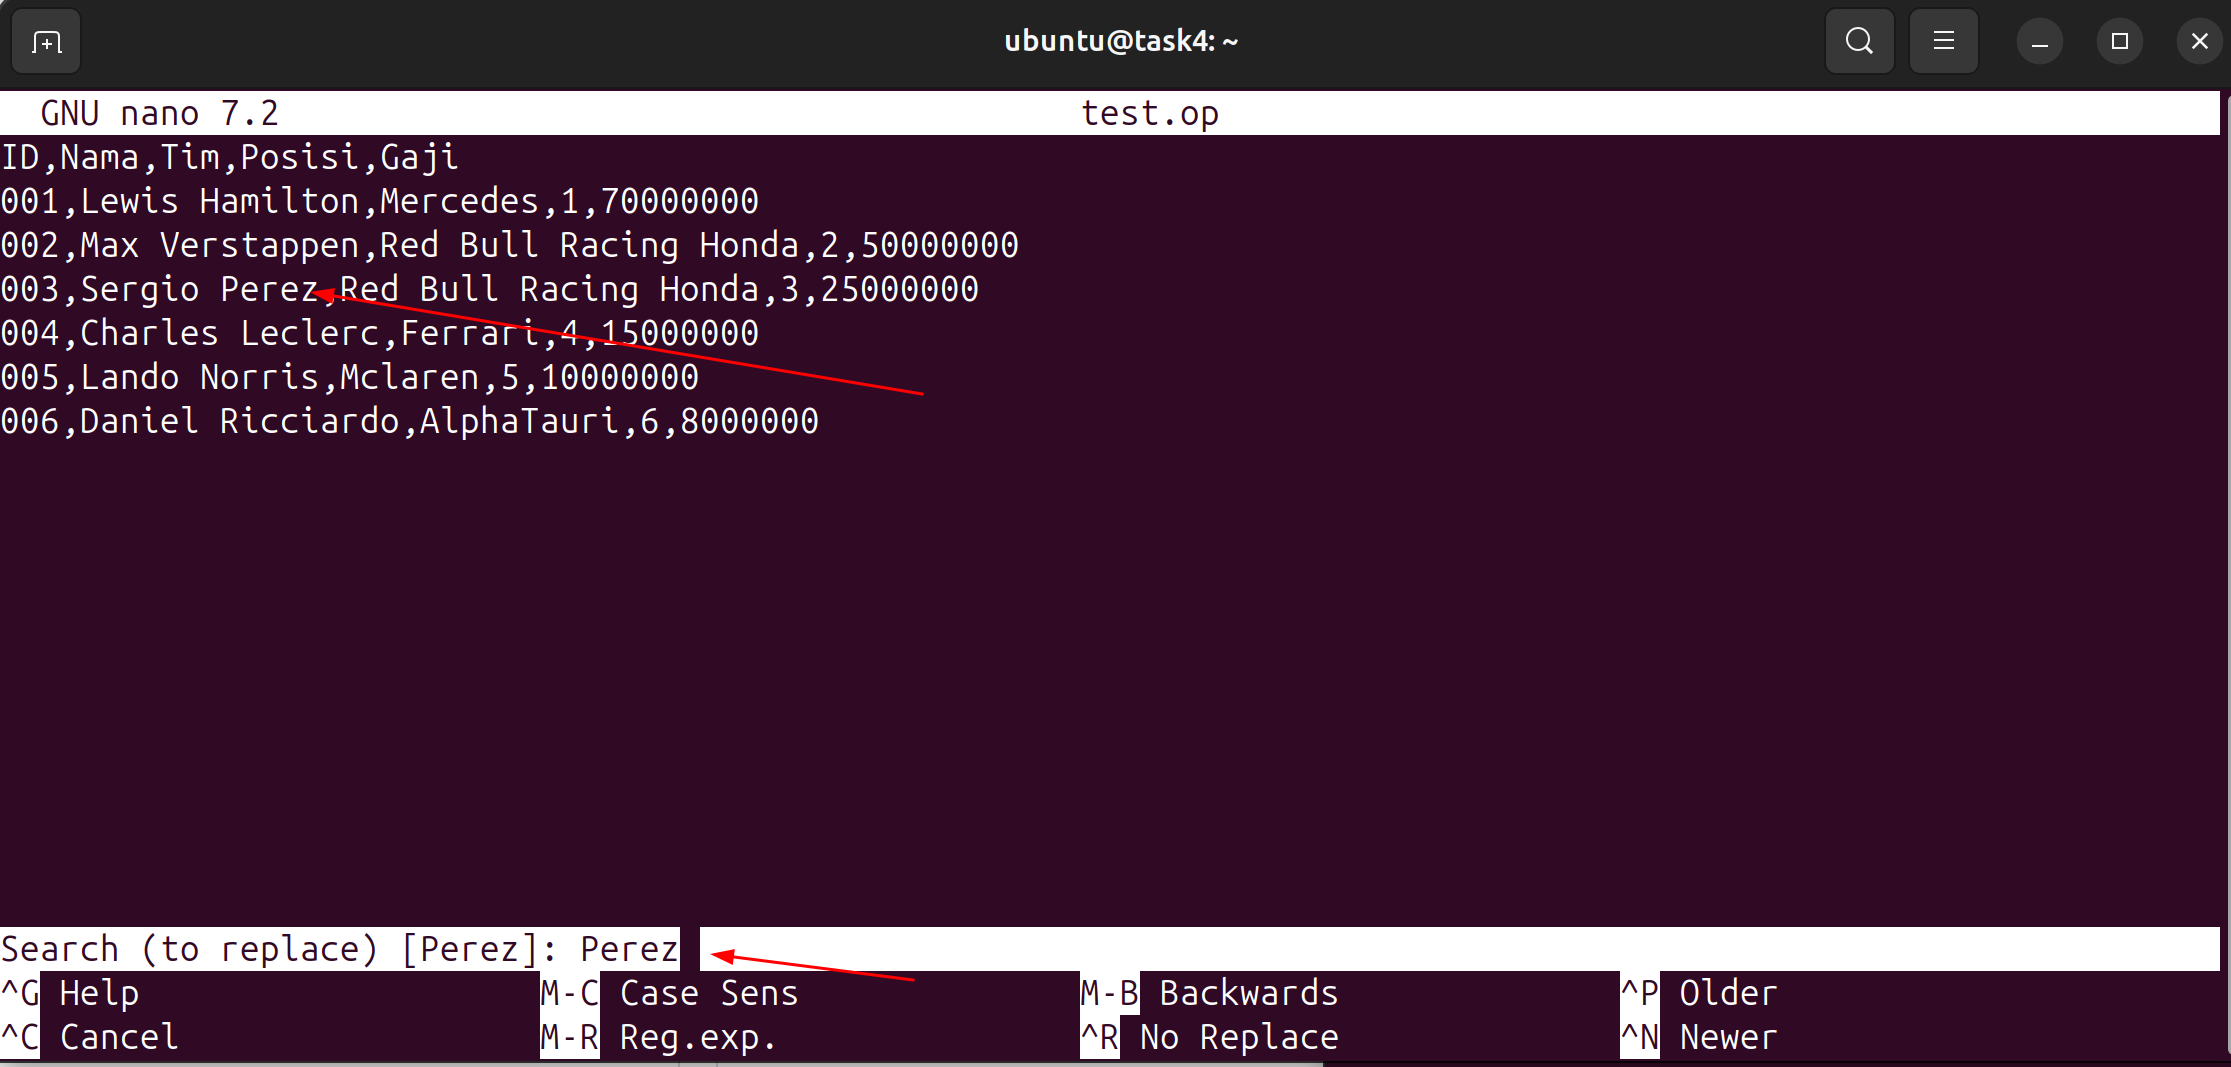 ubuntu@task4: ~
GNU nano 7.2 test.op
ID,Nama,Tim,Posisi,Gaji
001,Lewis Hamilton,Mercedes,1,70000000
002,Max Verstappen,Red Bull Racing Honda,2,50000000
003,Sergio Perez,Red Bull Racing Honda,3,25000000
004,Charles Leclerc,Ferrari,4,15000000
005,Lando Norris,Mclaren,5,10000000
006,Daniel Ricciardo,AlphaTauri,6,8000000
Search (to replace) [Perez]: Perez
^G Help M-C Case Sens M-B Backwards ^P Older
^C Cancel M-R Reg.exp. ^R No Replace ^N Newer